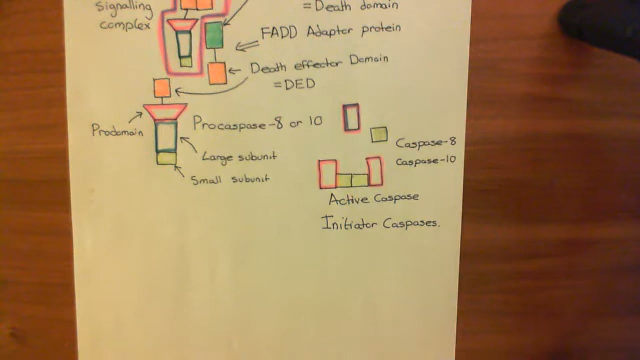 signalling
complex
= Death domain
FADD Adaptor protein
Death effector Domain
= DED
Prodomain
Procaspase-8 or 10
Large subunit
Small subunit
Caspase-8
Caspase-10
Active Caspase
Initiator Caspases.